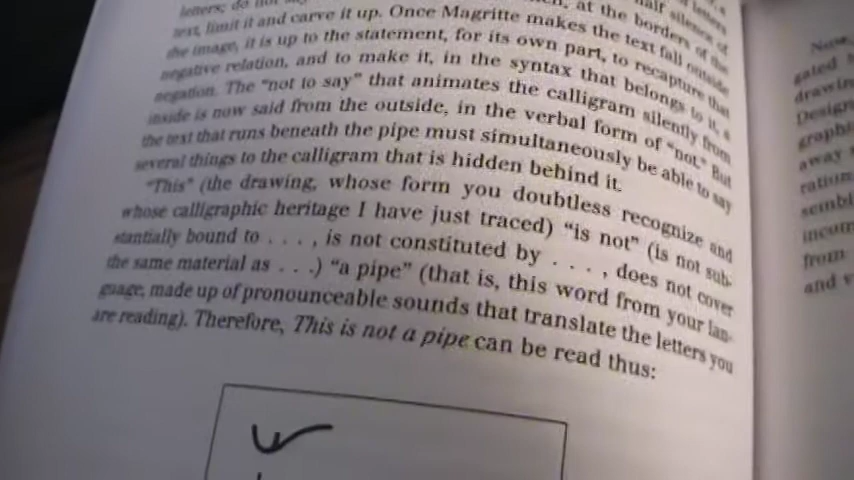 letters; do not
at the borders of the
text, limit it and carve it up. Once Magritte makes the text fall outside
the image, it is up to the statement, for its own part, to recapture that
negative relation, and to make it, in the syntax that belongs to it, a
negation. The “not to say” that animates the calligram silently from
inside is now said from the outside, in the verbal form of “not.” But
the text that runs beneath the pipe must simultaneously be able to say
several things to the calligram that is hidden behind it.
“This” (the drawing, whose form you doubtless recognize and
whose calligraphic heritage I have just traced) “is not” (is not sub-
stantially bound to . . . . , is not constituted by . . . . , does not cover
the same material as . . .) “a pipe” (that is, this word from your lan-
guage, made up of pronounceable sounds that translate the letters you
are reading). Therefore, This is not a pipe can be read thus:
Now,
gated
away
from
and